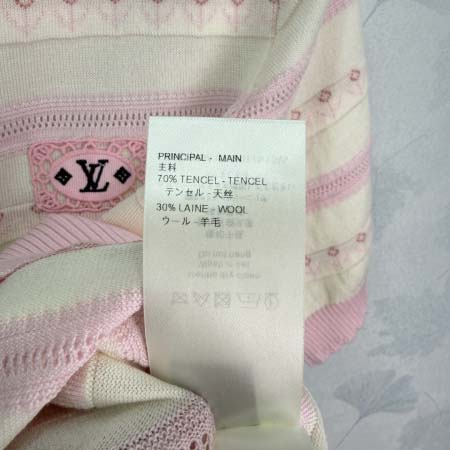 LV
PRINCIPAL - MAIN
主料
70% TENCEL - TENCEL
テンセル - 天丝
30% LAINE - WOOL
ウール - 羊毛